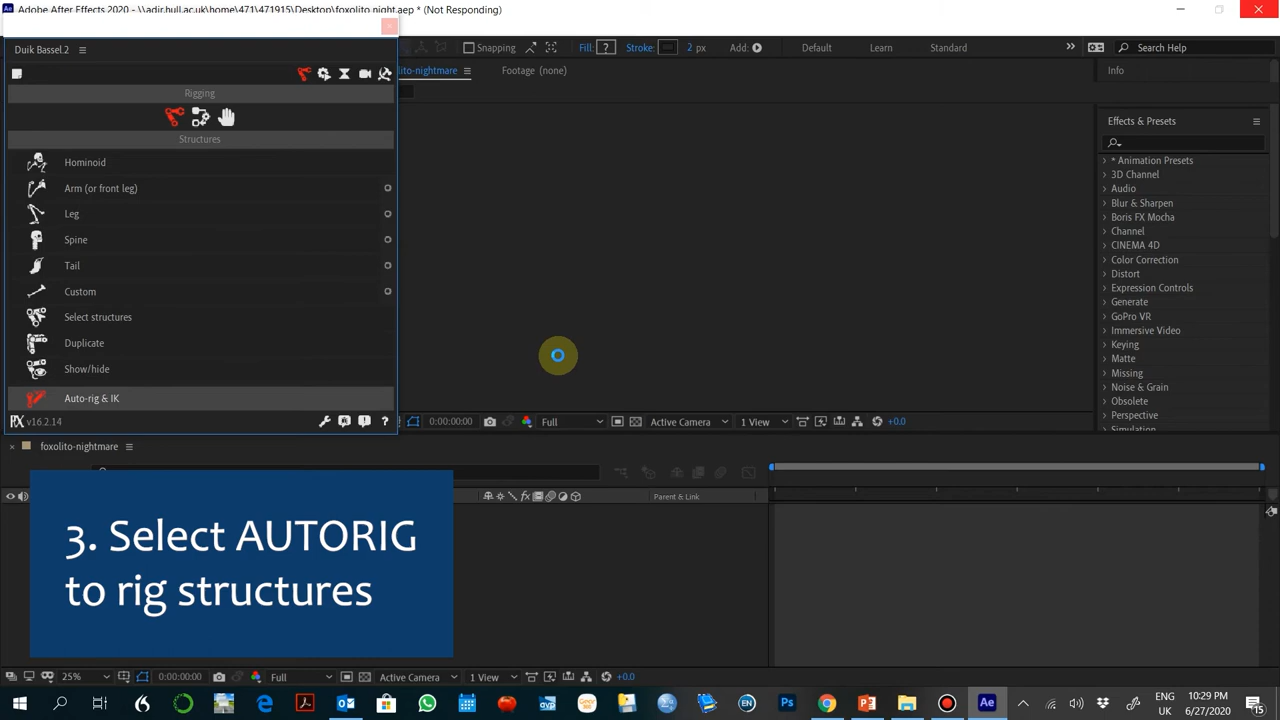 Adobe After Effects 2020 - \\adir.hull.ac.uk\home\471\471915\Desktop\foxolito night.aep * (Not Responding)
Duik Bassel.2
Snapping
Fill: ?
Stroke:
2 px
Add:
Default
Learn
Standard
Search Help
lito-nightmare
Footage (none)
Info
Rigging
Structures
Hominoid
Arm (or front leg)
Leg
Spine
Tail
Custom
Select structures
Duplicate
Show/hide
Auto-rig & IK
v16.2.14
Effects & Presets
* Animation Presets
3D Channel
Audio
Blur & Sharpen
Boris FX Mocha
Channel
CINEMA 4D
Color Correction
Distort
Expression Controls
Generate
GoPro VR
Immersive Video
Keying
Matte
Missing
Noise & Grain
Obsolete
Perspective
Simulation
0:00:00:00
Full
Active Camera
1 View
+0.0
foxolito-nightmare
Parent & Link
3. Select AUTORIG
to rig structures
25%
0:00:00:00
Full
Active Camera
1 View
+0.0
ENG
UK
10:29 PM
6/27/2020
15